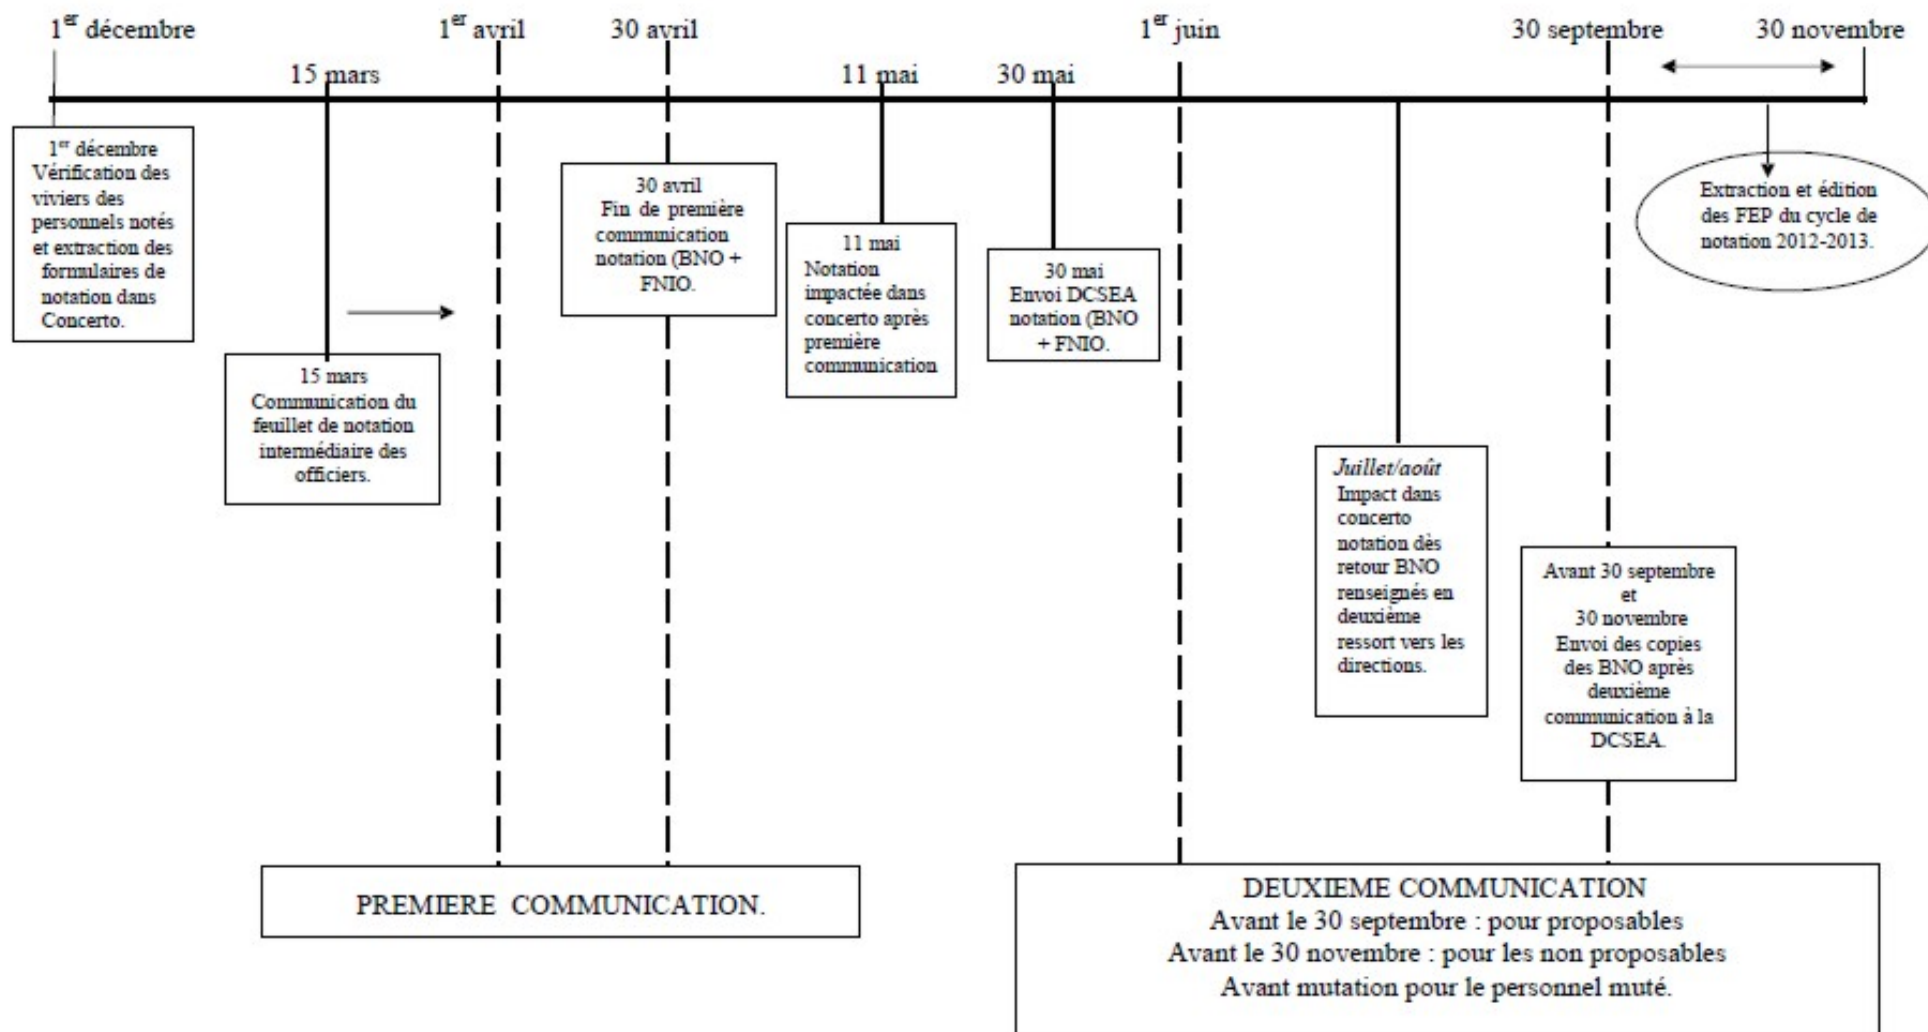 1er décembre
1er avril
30 avril
1er juin
30 septembre
30 novembre
15 mars
11 mai
30 mai
1er décembre
Vérification des
viviers des
personnels notés
et extraction des
formulaires de
notation dans
Concerto.
15 mars
Communication du
feuillet de notation
intermédiaire des
officiers.
30 avril
Fin de première
communication
notation (BNO +
FNIO.
11 mai
Notation
impactée dans
concerto après
première
communication
30 mai
Envoi DCSEA
notation (BNO
+ FNIO.
Juillet/août
Impact dans
concerto
notation dès
retour BNO
renseignés en
deuxième
ressort vers les
directions.
Avant 30 septembre
et
30 novembre
Envoi des copies
des BNO après
deuxième
communication à la
DCSEA.
Extraction et édition
des FEP du cycle de
notation 2012-2013.
PREMIERE COMMUNICATION.
DEUXIEME COMMUNICATION
Avant le 30 septembre : pour proposables
Avant le 30 novembre : pour les non proposables
Avant mutation pour le personnel muté.